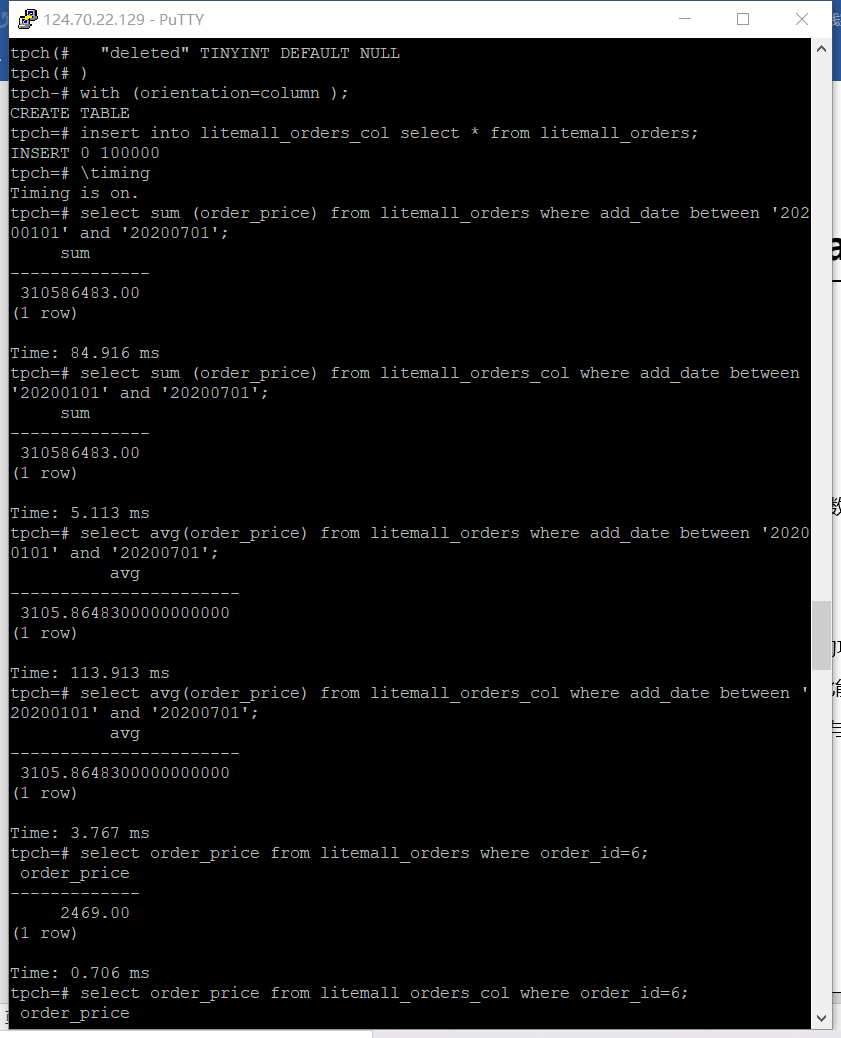 124.70.22.129 - PuTTY
tpch(#   "deleted" TINYINT DEFAULT NULL
tpch(# )
tpch-# with (orientation=column );
CREATE TABLE
tpch=# insert into litemall_orders_col select * from litemall_orders;
INSERT 0 100000
tpch=# \timing
Timing is on.
tpch=# select sum (order_price) from litemall_orders where add_date between '202
00101' and '20200701';
     sum
--------------
 310586483.00
(1 row)
Time: 84.916 ms
tpch=# select sum (order_price) from litemall_orders_col where add_date between
'20200101' and '20200701';
     sum
--------------
 310586483.00
(1 row)
Time: 5.113 ms
tpch=# select avg(order_price) from litemall_orders where add_date between '2020
0101' and '20200701';
          avg
-----------------------
 3105.8648300000000000
(1 row)
Time: 113.913 ms
tpch=# select avg(order_price) from litemall_orders_col where add_date between '
20200101' and '20200701';
          avg
-----------------------
 3105.8648300000000000
(1 row)
Time: 3.767 ms
tpch=# select order_price from litemall_orders where order_id=6;
 order_price
-------------
     2469.00
(1 row)
Time: 0.706 ms
tpch=# select order_price from litemall_orders_col where order_id=6;
 order_price